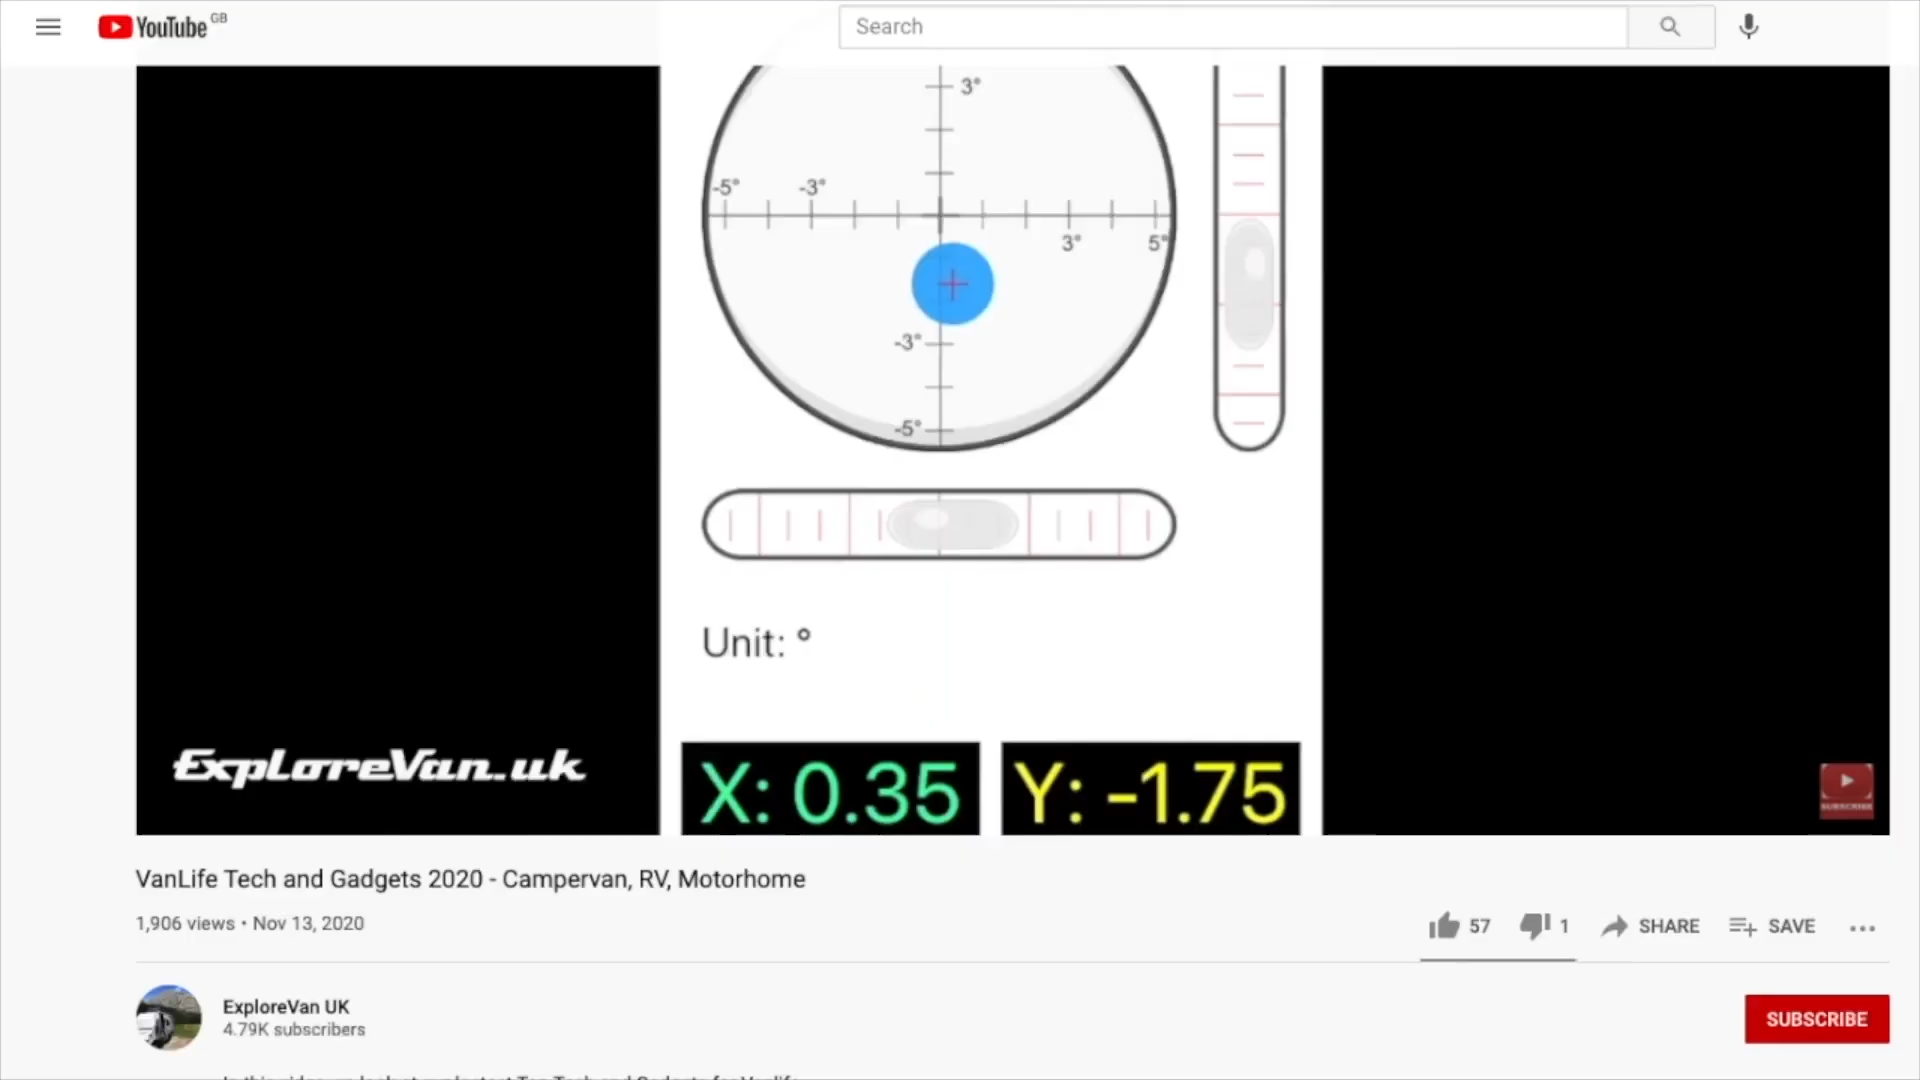 YouTube GB
Search
3°
-5° -3°
3° 5°
-3°
-5°
Unit: °
X: 0.35 Y: -1.75
ExploreVan.uk
SUBSCRIBE
VanLife Tech and Gadgets 2020 - Campervan, RV, Motorhome
1,906 views • Nov 13, 2020
57 1 SHARE SAVE
ExploreVan UK
4.79K subscribers
SUBSCRIBE